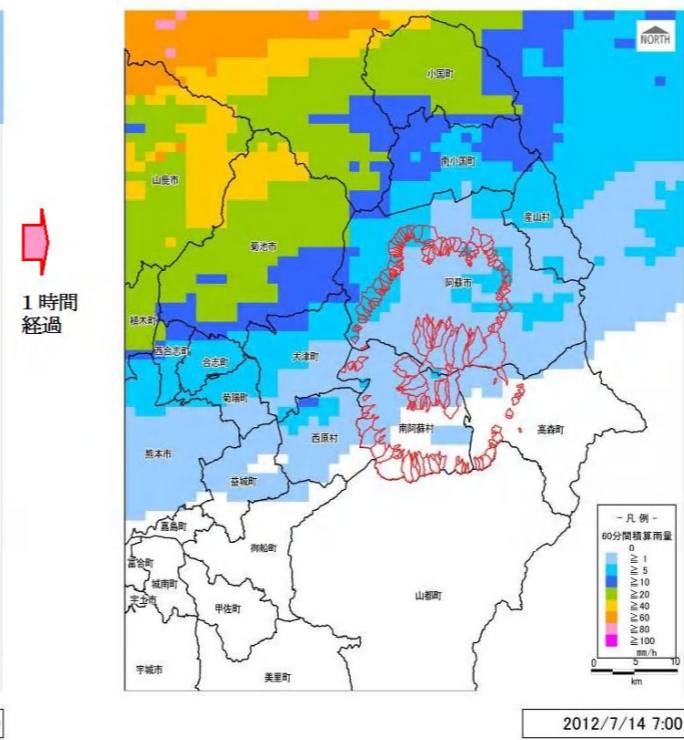 NORTH
小国町
南小国町
山鹿市
産山村
菊池市
阿蘇市
1時間
経過
植木町
西合志町
合志町
大津町
菊陽町
熊本市
西原村
南阿蘇村
高森町
益城町
嘉島町
御船町
富合町
城南町
宇土市
甲佐町
山都町
宇城市
美里町
- 凡 例 -
60分間積算雨量
0
≧ 1
≧ 5
≧10
≧20
≧40
≧60
≧80
≧100
mm/h
0 5 10
km
2012/7/14 7:00